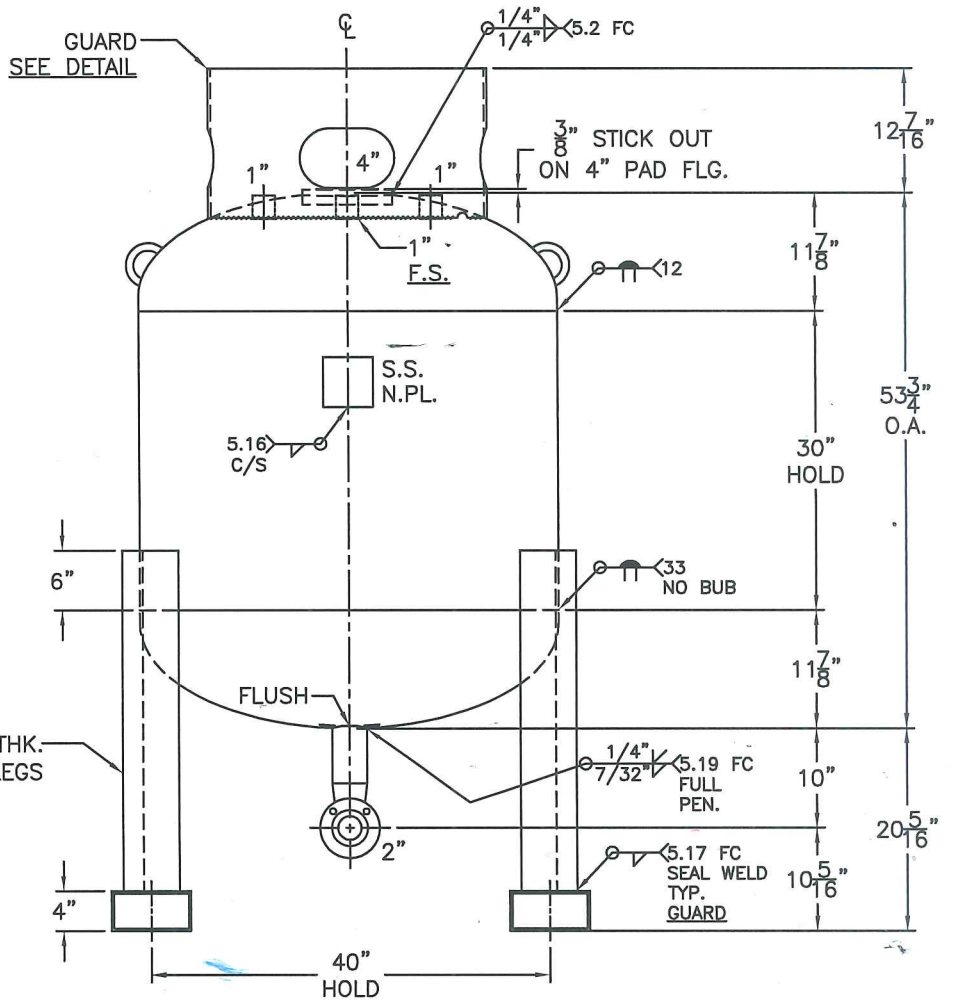 GUARD
SEE DETAIL
℄
1/4"
1/4"
5.2 FC
12 7/16"
3/8" STICK OUT
ON 4" PAD FLG.
4"
1"
1"
1"
F.S.
11 7/8"
12
S.S.
N.PL.
53 3/4"
O.A.
5.16
C/S
30"
HOLD
6"
33
NO BUB
11 7/8"
FLUSH
THK.
LEGS
1/4"
7/32"
5.19 FC
FULL
PEN.
10"
20 5/16"
2"
5.17 FC
SEAL WELD
TYP.
GUARD
10 5/16"
4"
40"
HOLD